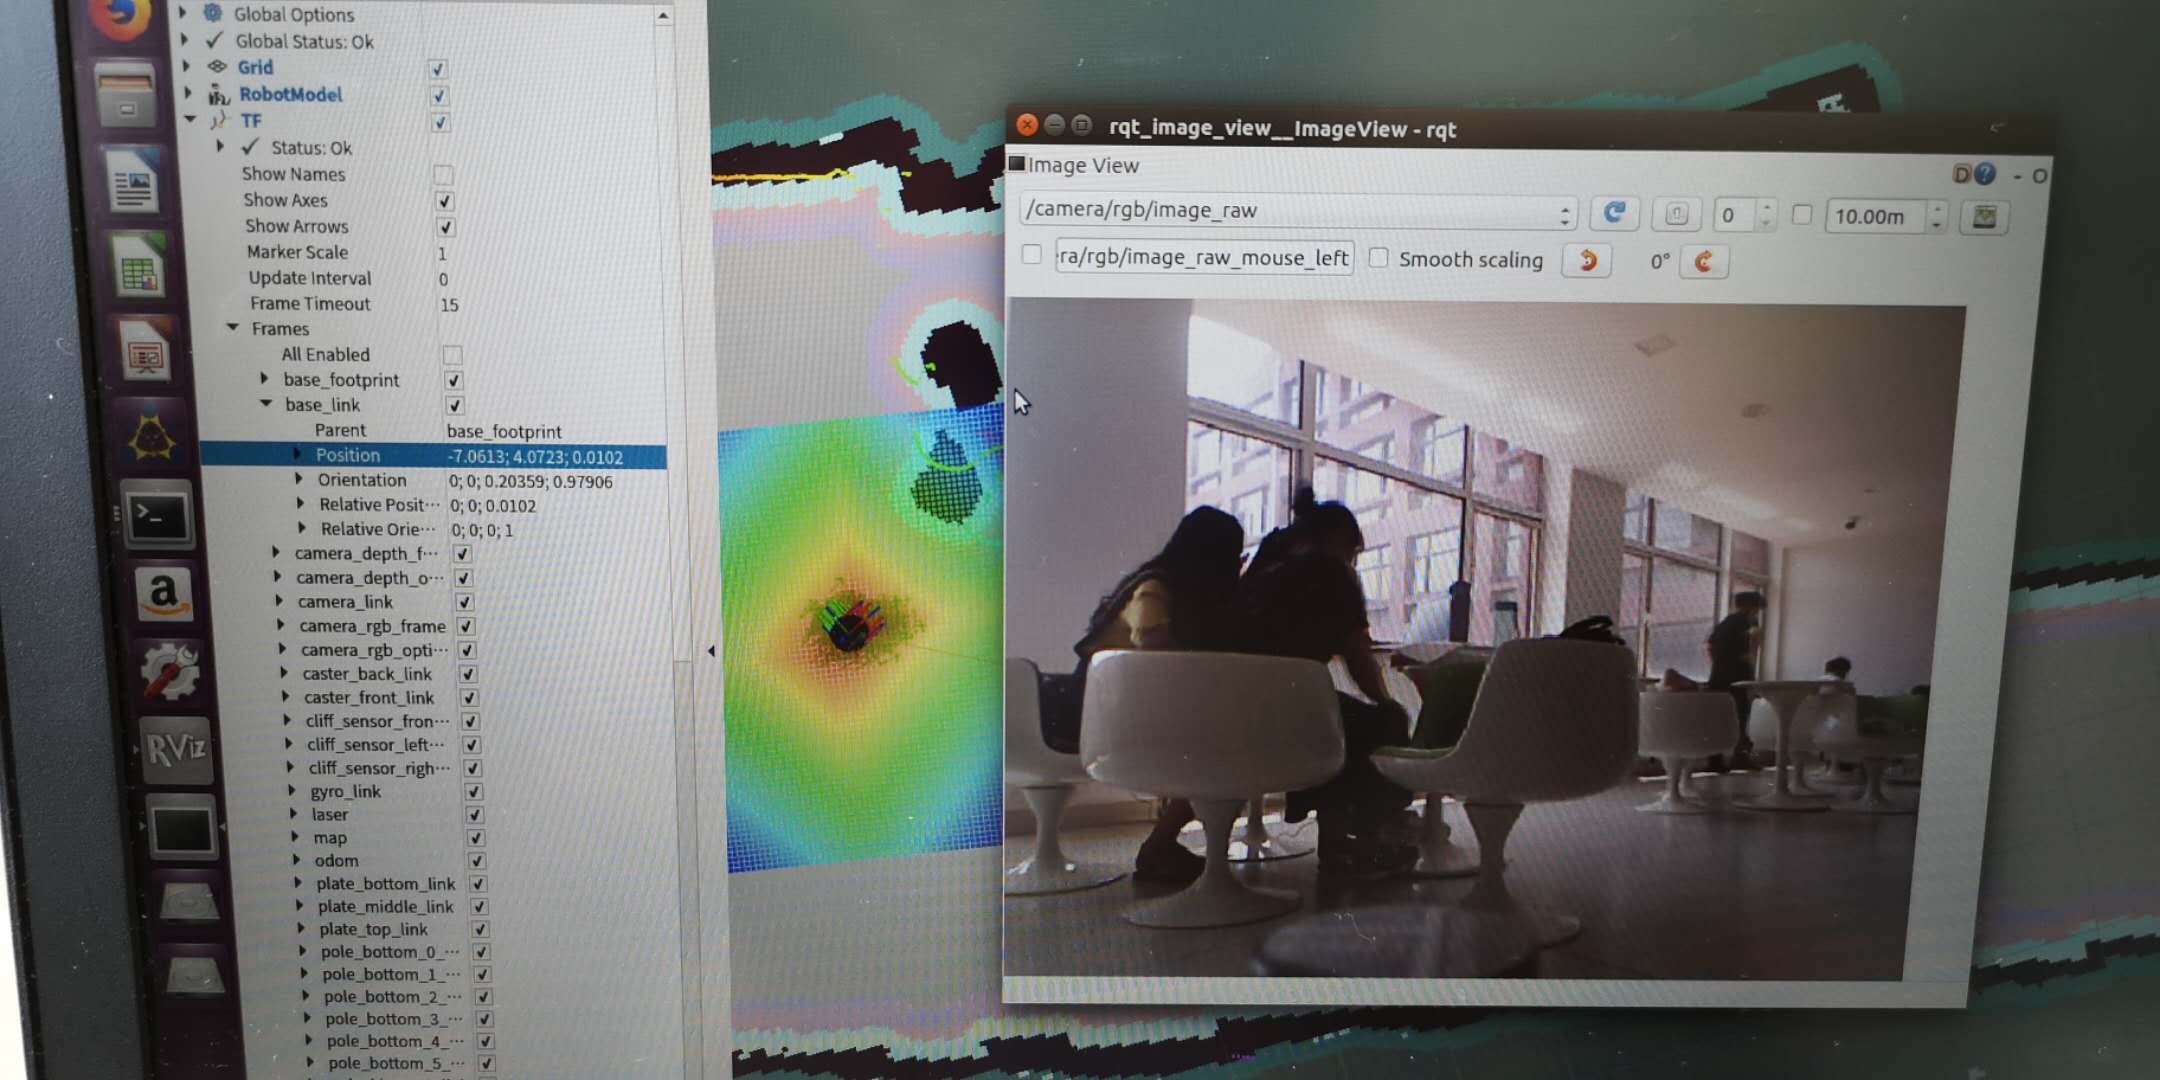 Global Options
Global Status: Ok
Grid
RobotModel
TF
Status: Ok
Show Names
Show Axes
Show Arrows
Marker Scale 1
Update Interval 0
Frame Timeout 15
Frames
All Enabled
base_footprint
base_link
Parent base_footprint
Position -7.0613; 4.0723; 0.0102
Orientation 0; 0; 0.20359; 0.97906
Relative Posit··· 0; 0; 0.0102
Relative Orie··· 0; 0; 0; 1
camera_depth_f···
camera_depth_o···
camera_link
camera_rgb_frame
camera_rgb_opti···
caster_back_link
caster_front_link
cliff_sensor_fron···
cliff_sensor_left···
cliff_sensor_righ···
gyro_link
laser
map
odom
plate_bottom_link
plate_middle_link
plate_top_link
pole_bottom_0_···
pole_bottom_1_···
pole_bottom_2_···
pole_bottom_3_···
pole_bottom_4_···
pole_bottom_5_···
>_
a
RViz
rqt_image_view__ImageView - rqt
Image View
D ? - O
/camera/rgb/image_raw 0 10.00m
ra/rgb/image_raw_mouse_left Smooth scaling 0°